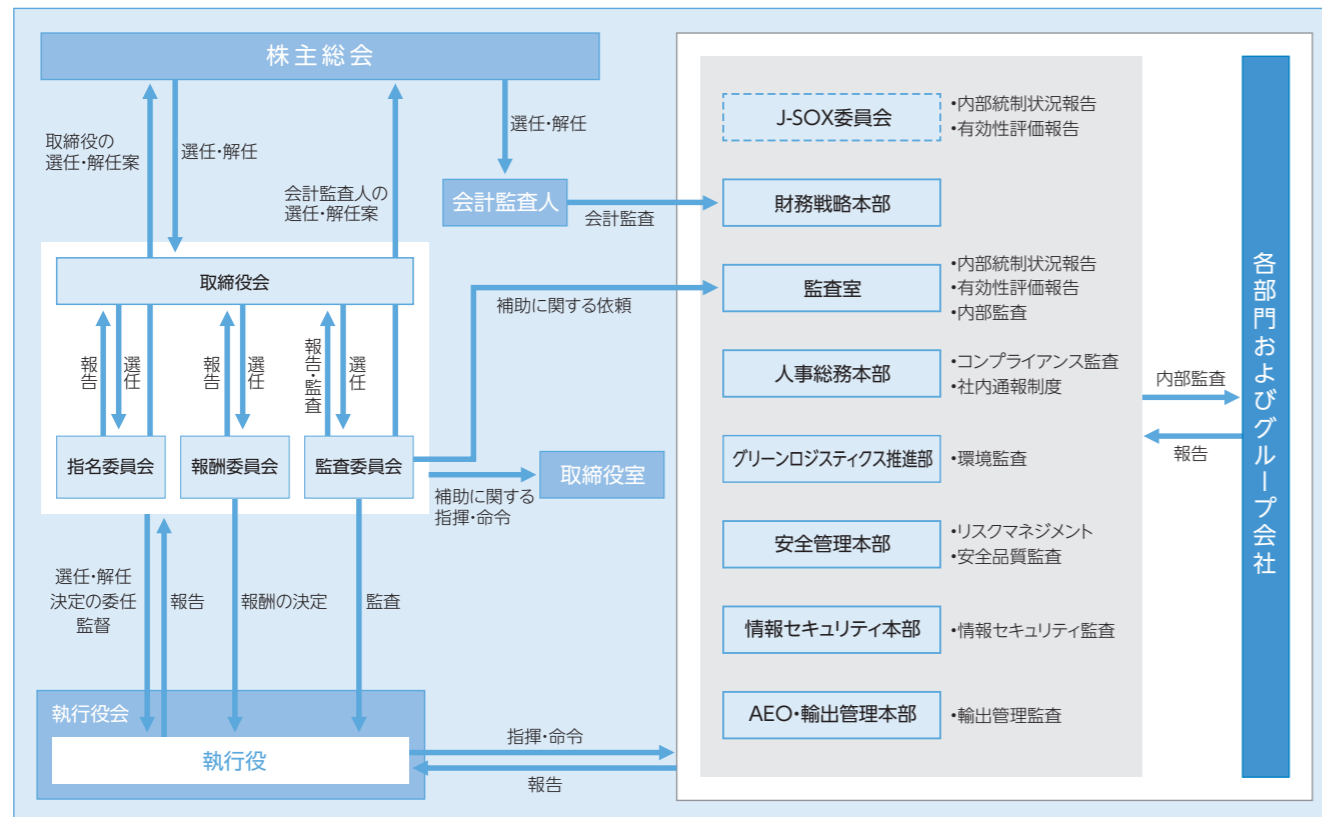 株主総会
取締役の
選任・解任案
選任・解任
会計監査人の
選任・解任案
選任・解任
会計監査人
会計監査
取締役会
報告
選任
報告
選任
報告・監査
選任
指名委員会
報酬委員会
監査委員会
補助に関する依頼
補助に関する
指揮・命令
取締役室
選任・解任
決定の委任
監督
報告
報酬の決定
監査
執行役会
執行役
指揮・命令
報告
J-SOX委員会
・内部統制状況報告
・有効性評価報告
財務戦略本部
監査室
・内部統制状況報告
・有効性評価報告
・内部監査
人事総務本部
・コンプライアンス監査
・社内通報制度
グリーンロジスティクス推進部
・環境監査
安全管理本部
・リスクマネジメント
・安全品質監査
情報セキュリティ本部
・情報セキュリティ監査
AEO・輸出管理本部
・輸出管理監査
内部監査
報告
各部門およびグループ会社